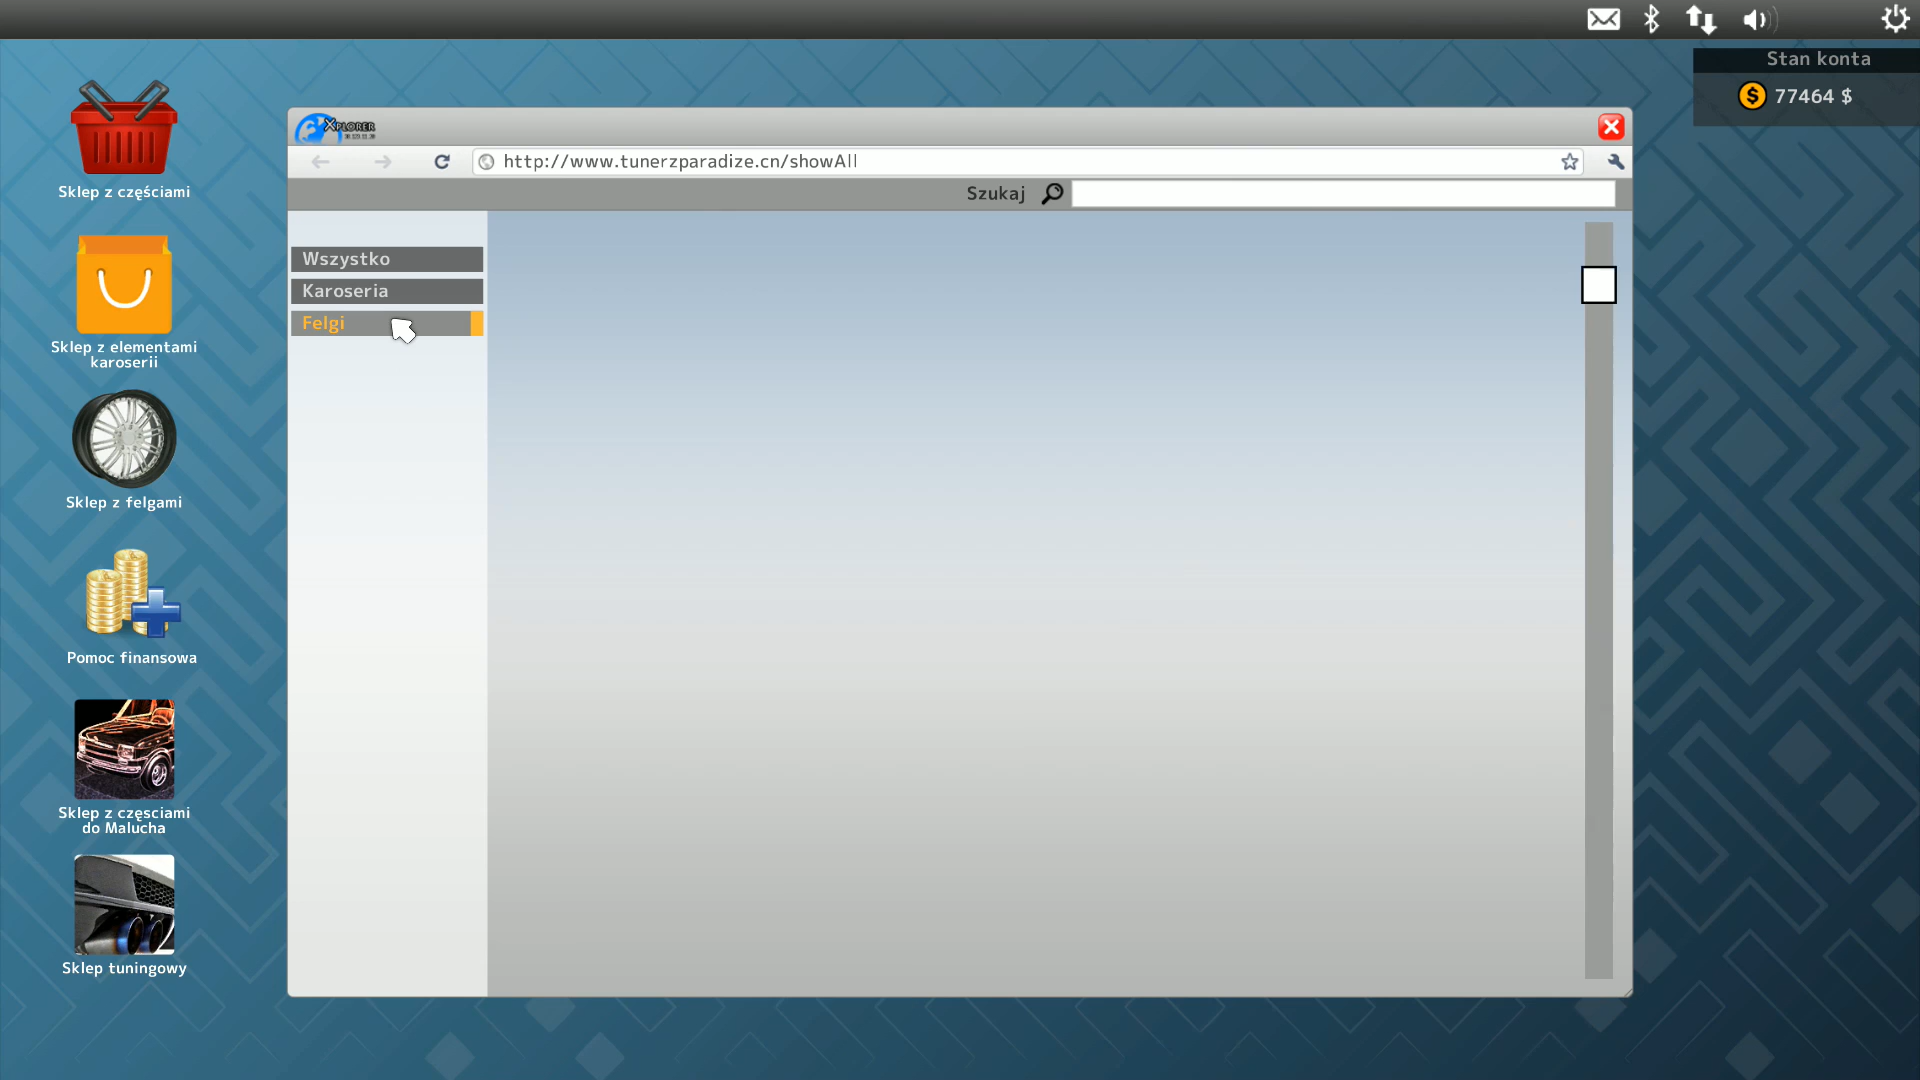 Stan konta
77464 $
Sklep z częściami
Sklep z elementami
karoserii
Sklep z felgami
Pomoc finansowa
Sklep z częsciami
do Malucha
Sklep tuningowy
XPLORER
http://www.tunerzparadize.cn/showAll
Szukaj
Wszystko
Karoseria
Felgi